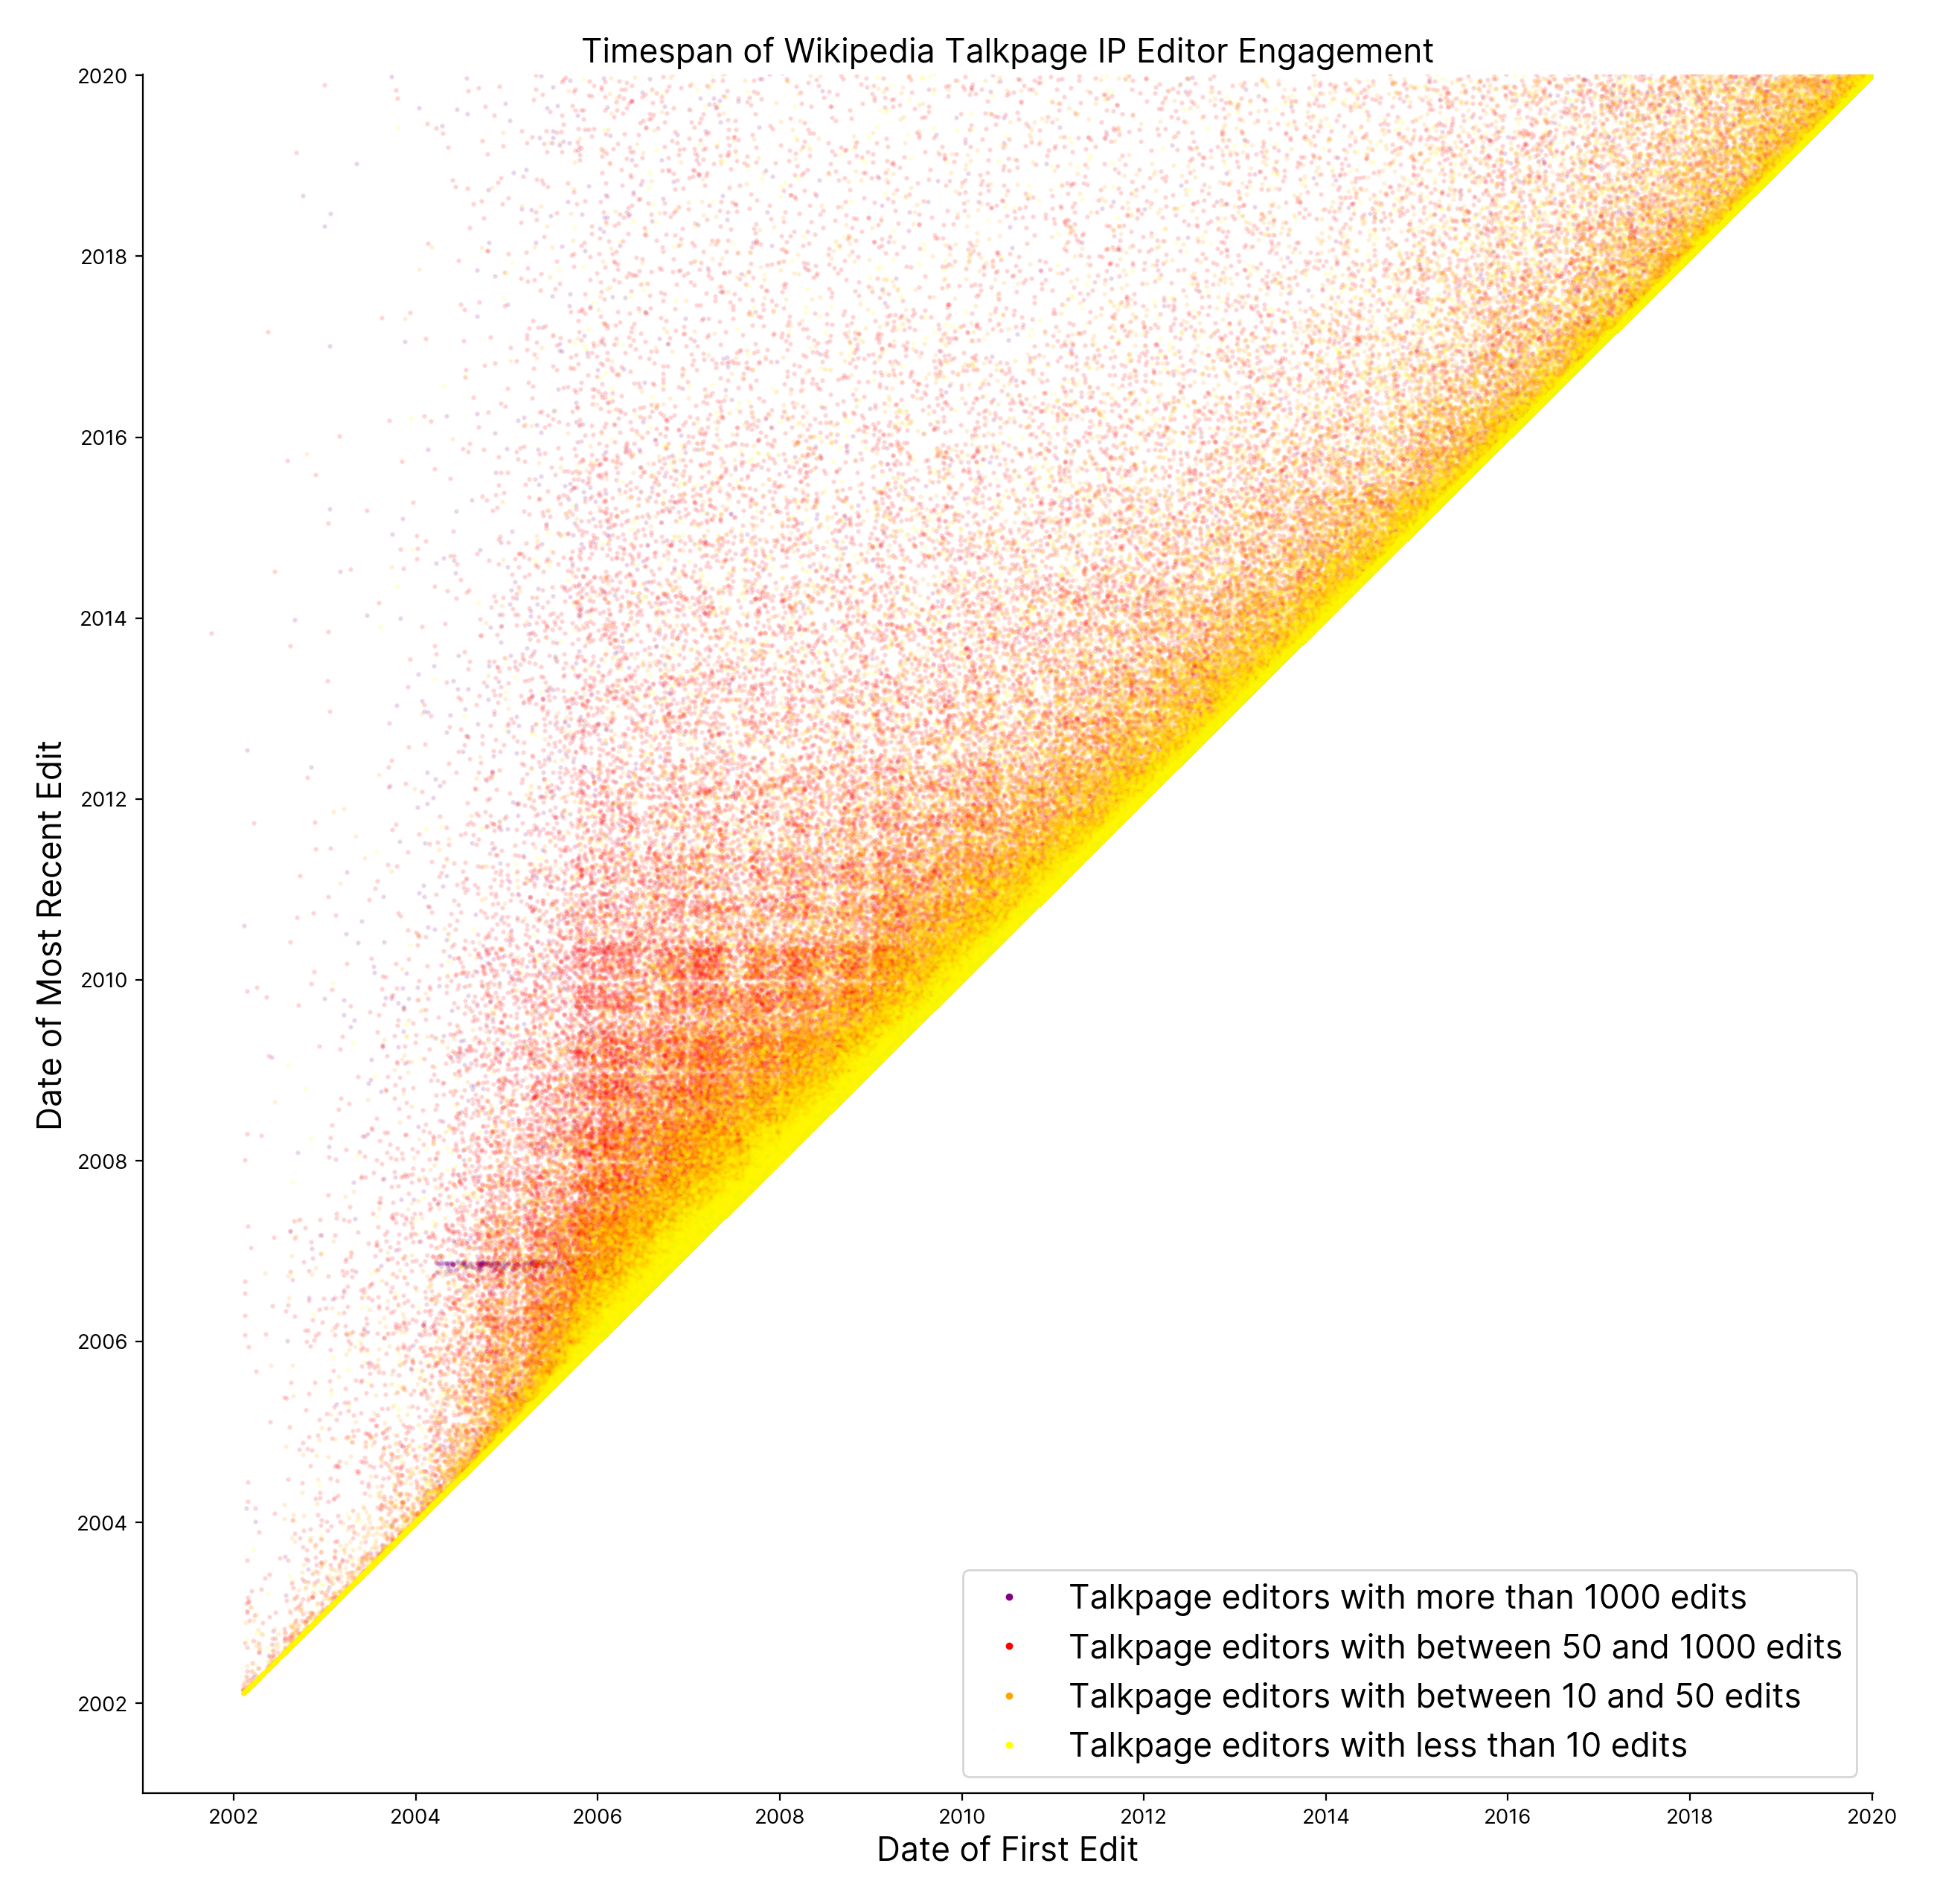 Timespan of Wikipedia Talkpage IP Editor Engagement
2020
2018
2016
2014
2012
2010
2008
2006
2004
2002
Date of Most Recent Edit
Talkpage editors with more than 1000 edits
Talkpage editors with between 50 and 1000 edits
Talkpage editors with between 10 and 50 edits
Talkpage editors with less than 10 edits
2002 2004 2006 2008 2010 2012 2014 2016 2018 2020
Date of First Edit